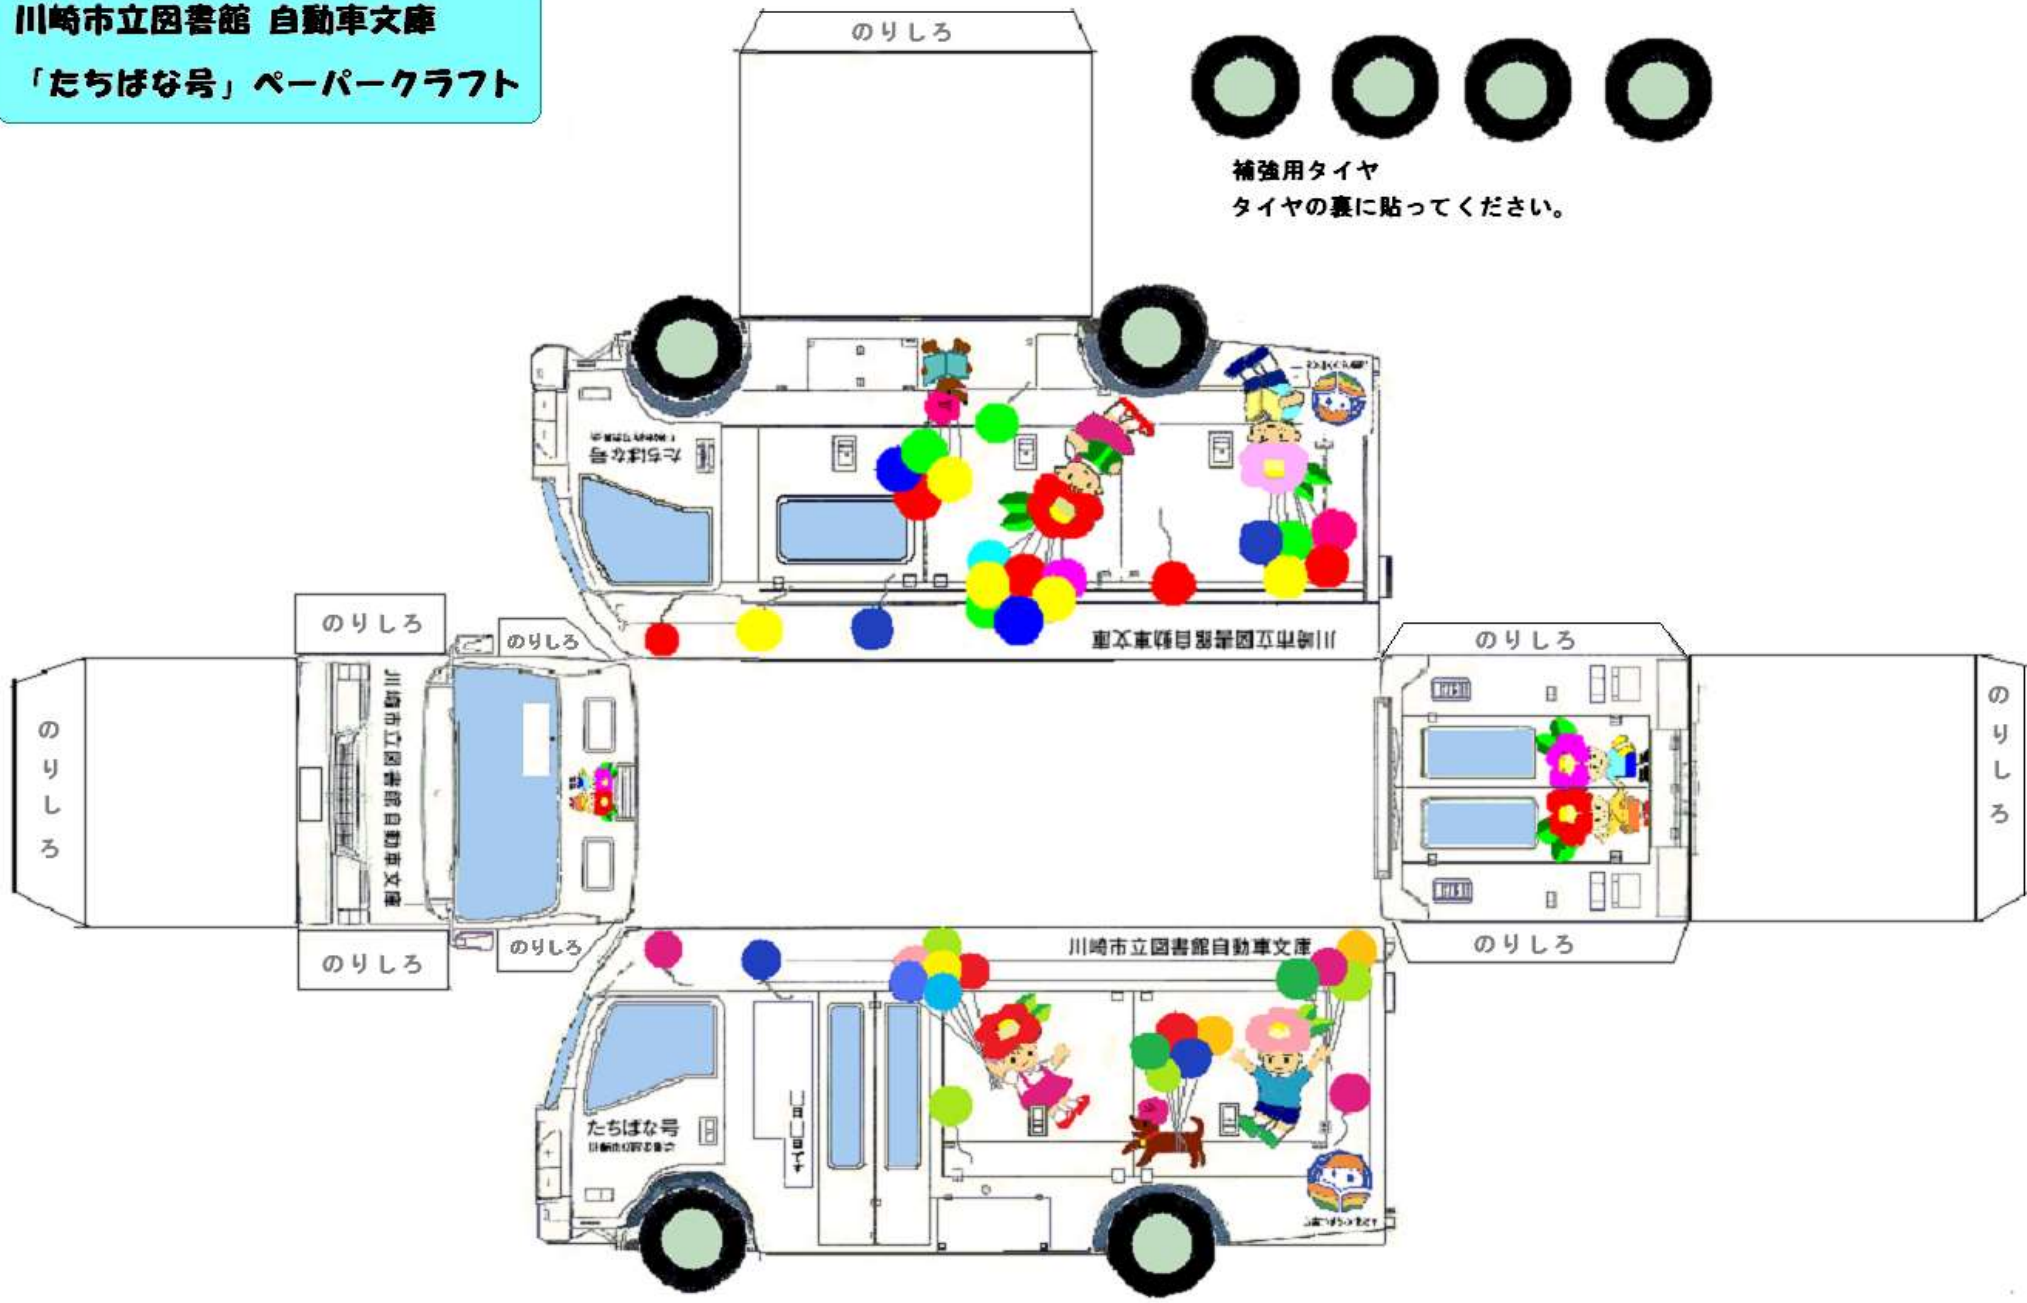 川崎市立図書館 自動車文庫
「たちばな号」ペーパークラフト
のりしろ
補強用タイヤ
タイヤの裏に貼ってください。
たちばな号
川崎市立図書館自動車文庫
のりしろ
のりしろ
のりしろ
のりしろ
川崎市立図書館自動車文庫
のりしろ
のりしろ
のりしろ
のりしろ
川崎市立図書館自動車文庫
たちばな号